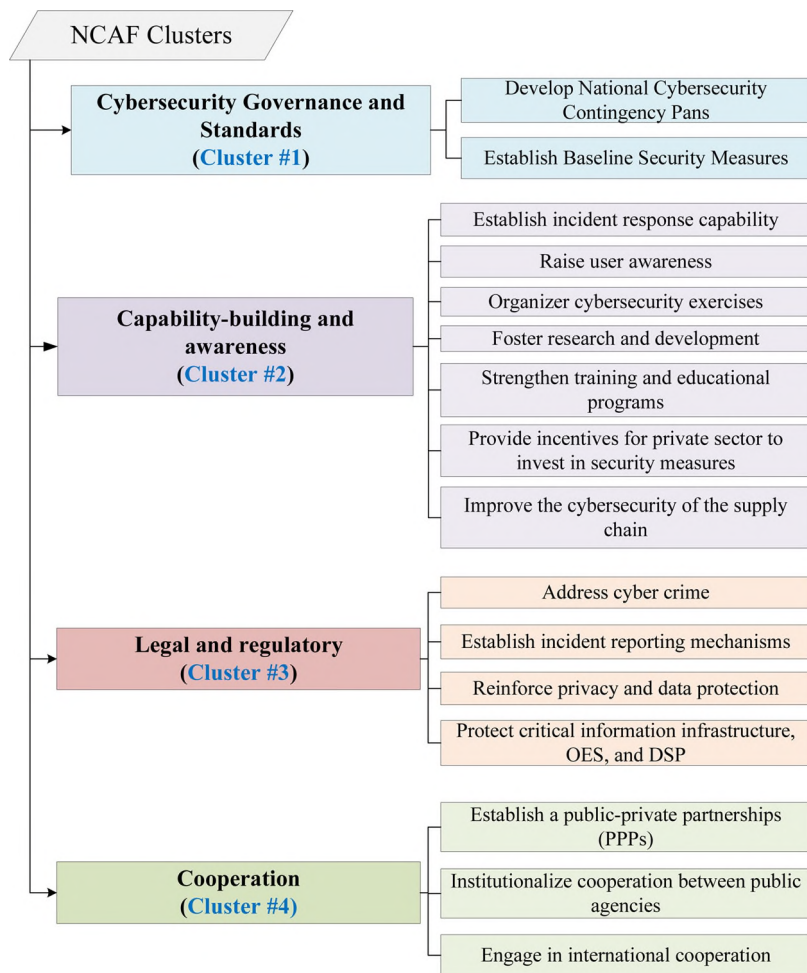 NCAF Clusters
Cybersecurity Governance and
Standards
(Cluster #1)
Develop National Cybersecurity
Contingency Pans
Establish Baseline Security Measures
Capability-building and
awareness
(Cluster #2)
Establish incident response capability
Raise user awareness
Organizer cybersecurity exercises
Foster research and development
Strengthen training and educational
programs
Provide incentives for private sector to
invest in security measures
Improve the cybersecurity of the supply
chain
Legal and regulatory
(Cluster #3)
Address cyber crime
Establish incident reporting mechanisms
Reinforce privacy and data protection
Protect critical information infrastructure,
OES, and DSP
Cooperation
(Cluster #4)
Establish a public-private partnerships
(PPPs)
Institutionalize cooperation between public
agencies
Engage in international cooperation